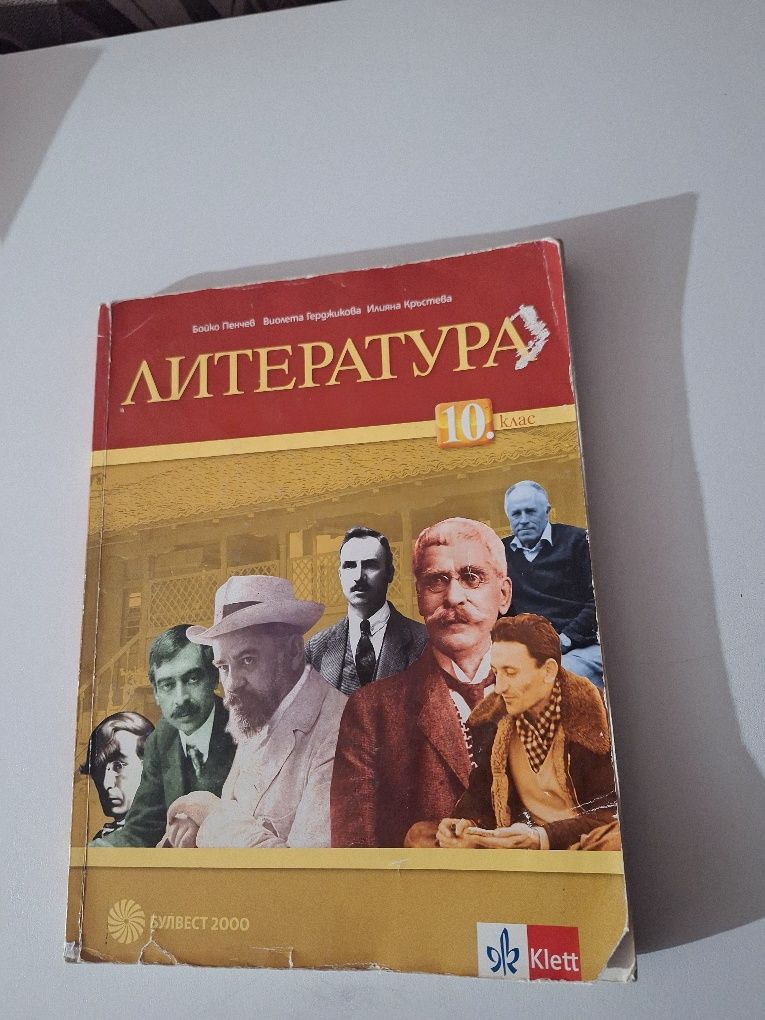 Бойко Пенчев Виолета Герджикова Илияна Кръстева
ЛИТЕРАТУРА
10. клас
БУЛВЕСТ 2000
Klett